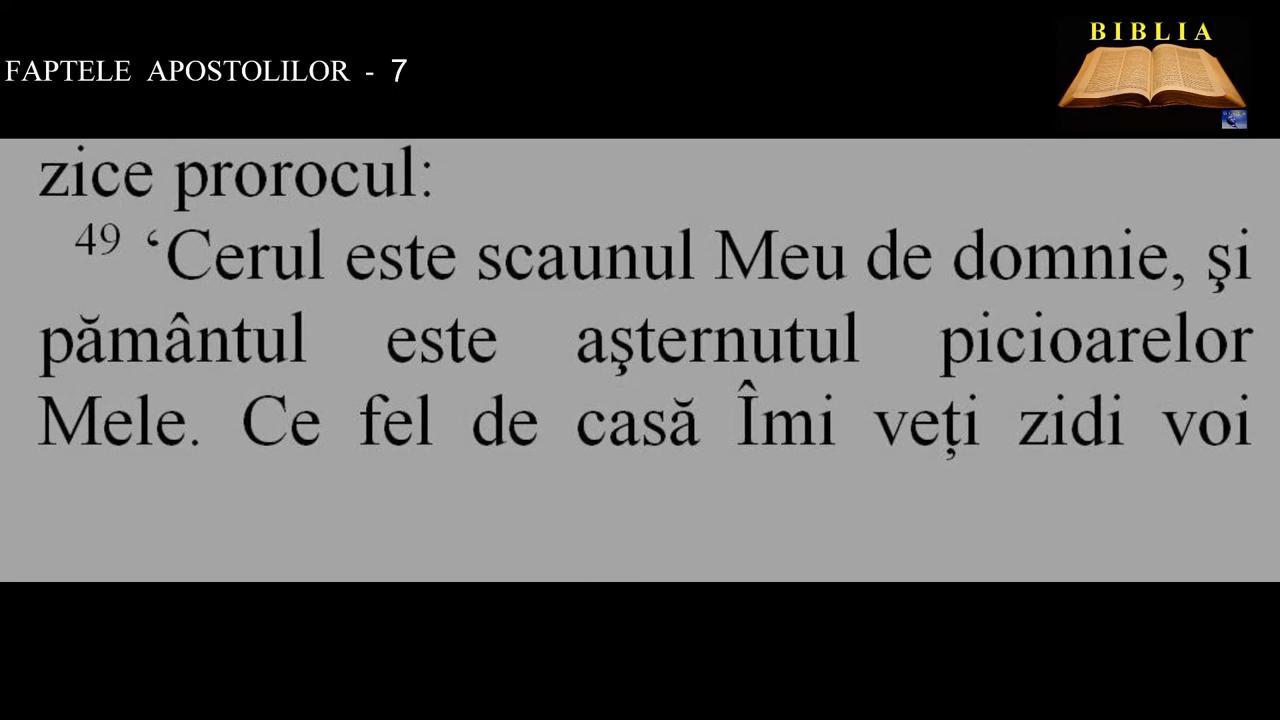 BIBLIA
FAPTELE APOSTOLILOR - 7
zice prorocul:
49 ‘Cerul este scaunul Meu de domnie, şi
pământul este aşternutul picioarelor
Mele. Ce fel de casă Îmi veți zidi voi